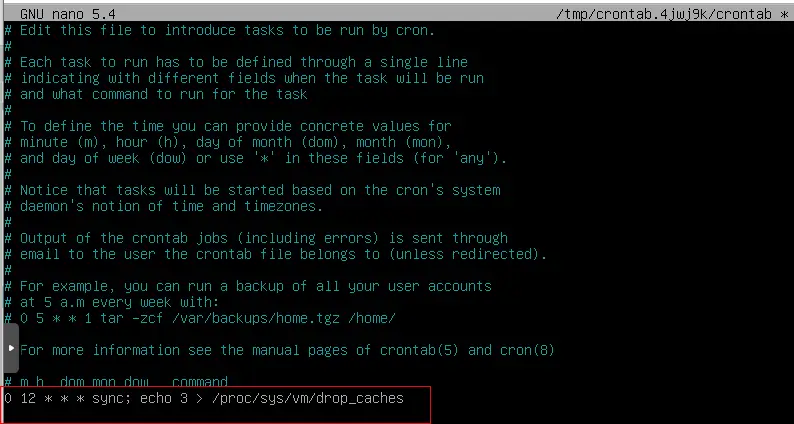 GNU nano 5.4 /tmp/crontab.4jwj9k/crontab *
# Edit this file to introduce tasks to be run by cron.
#
# Each task to run has to be defined through a single line
# indicating with different fields when the task will be run
# and what command to run for the task
#
# To define the time you can provide concrete values for
# minute (m), hour (h), day of month (dom), month (mon),
# and day of week (dow) or use '*' in these fields (for 'any').
#
# Notice that tasks will be started based on the cron's system
# daemon's notion of time and timezones.
#
# Output of the crontab jobs (including errors) is sent through
# email to the user the crontab file belongs to (unless redirected).
#
# For example, you can run a backup of all your user accounts
# at 5 a.m every week with:
# 0 5 * * 1 tar -zcf /var/backups/home.tgz /home/
For more information see the manual pages of crontab(5) and cron(8)
# m h dom mon dow command
0 12 * * * sync; echo 3 > /proc/sys/vm/drop_caches